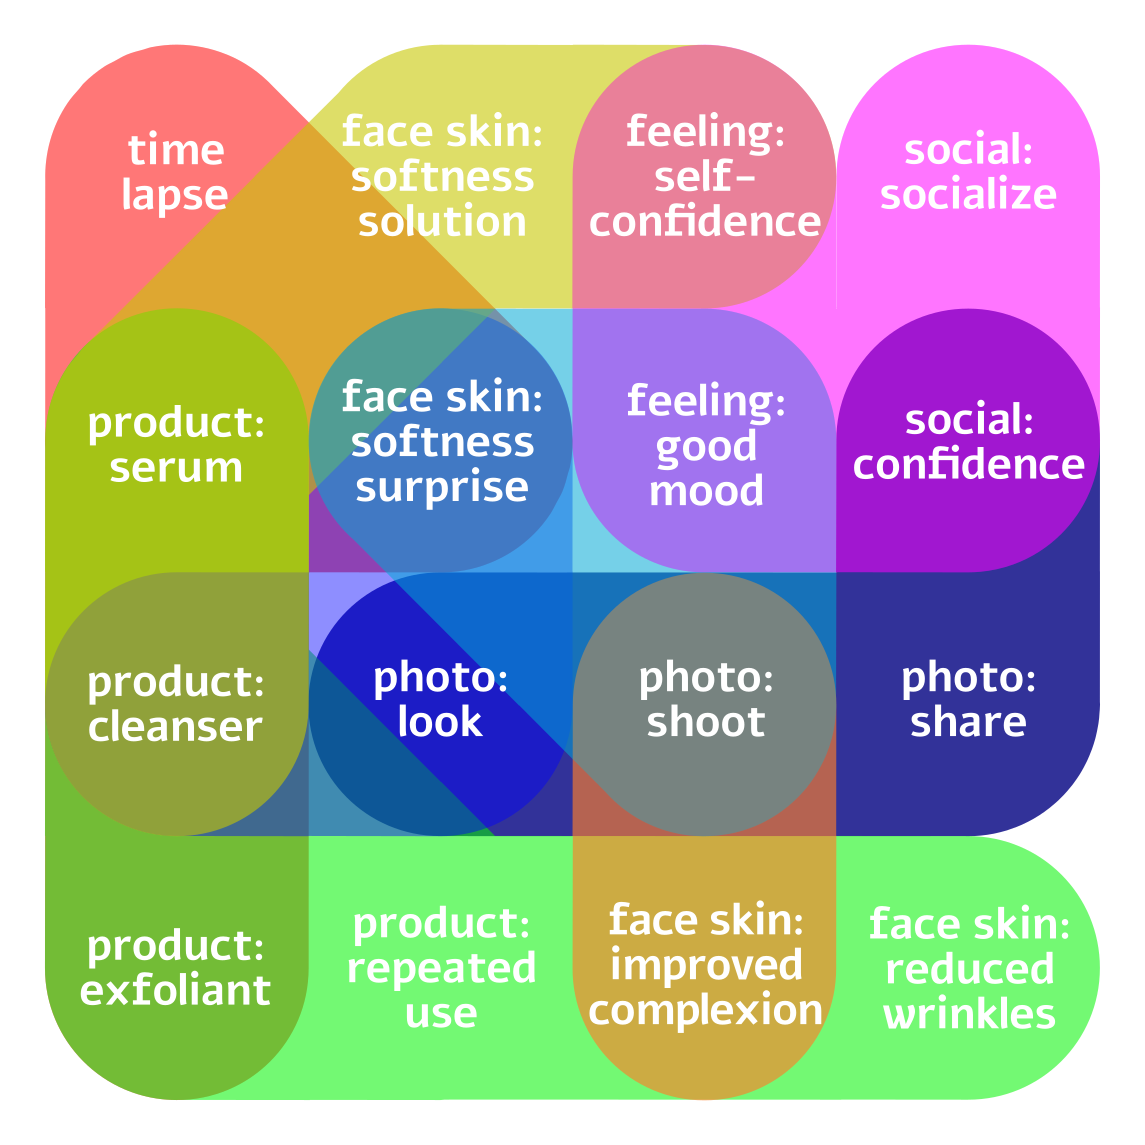 time
lapse
face skin:
softness
solution
feeling:
self-
confidence
social:
socialize
product:
serum
face skin:
softness
surprise
feeling:
good
mood
social:
confidence
product:
cleanser
photo:
look
photo:
shoot
photo:
share
product:
exfoliant
product:
repeated
use
face skin:
improved
complexion
face skin:
reduced
wrinkles